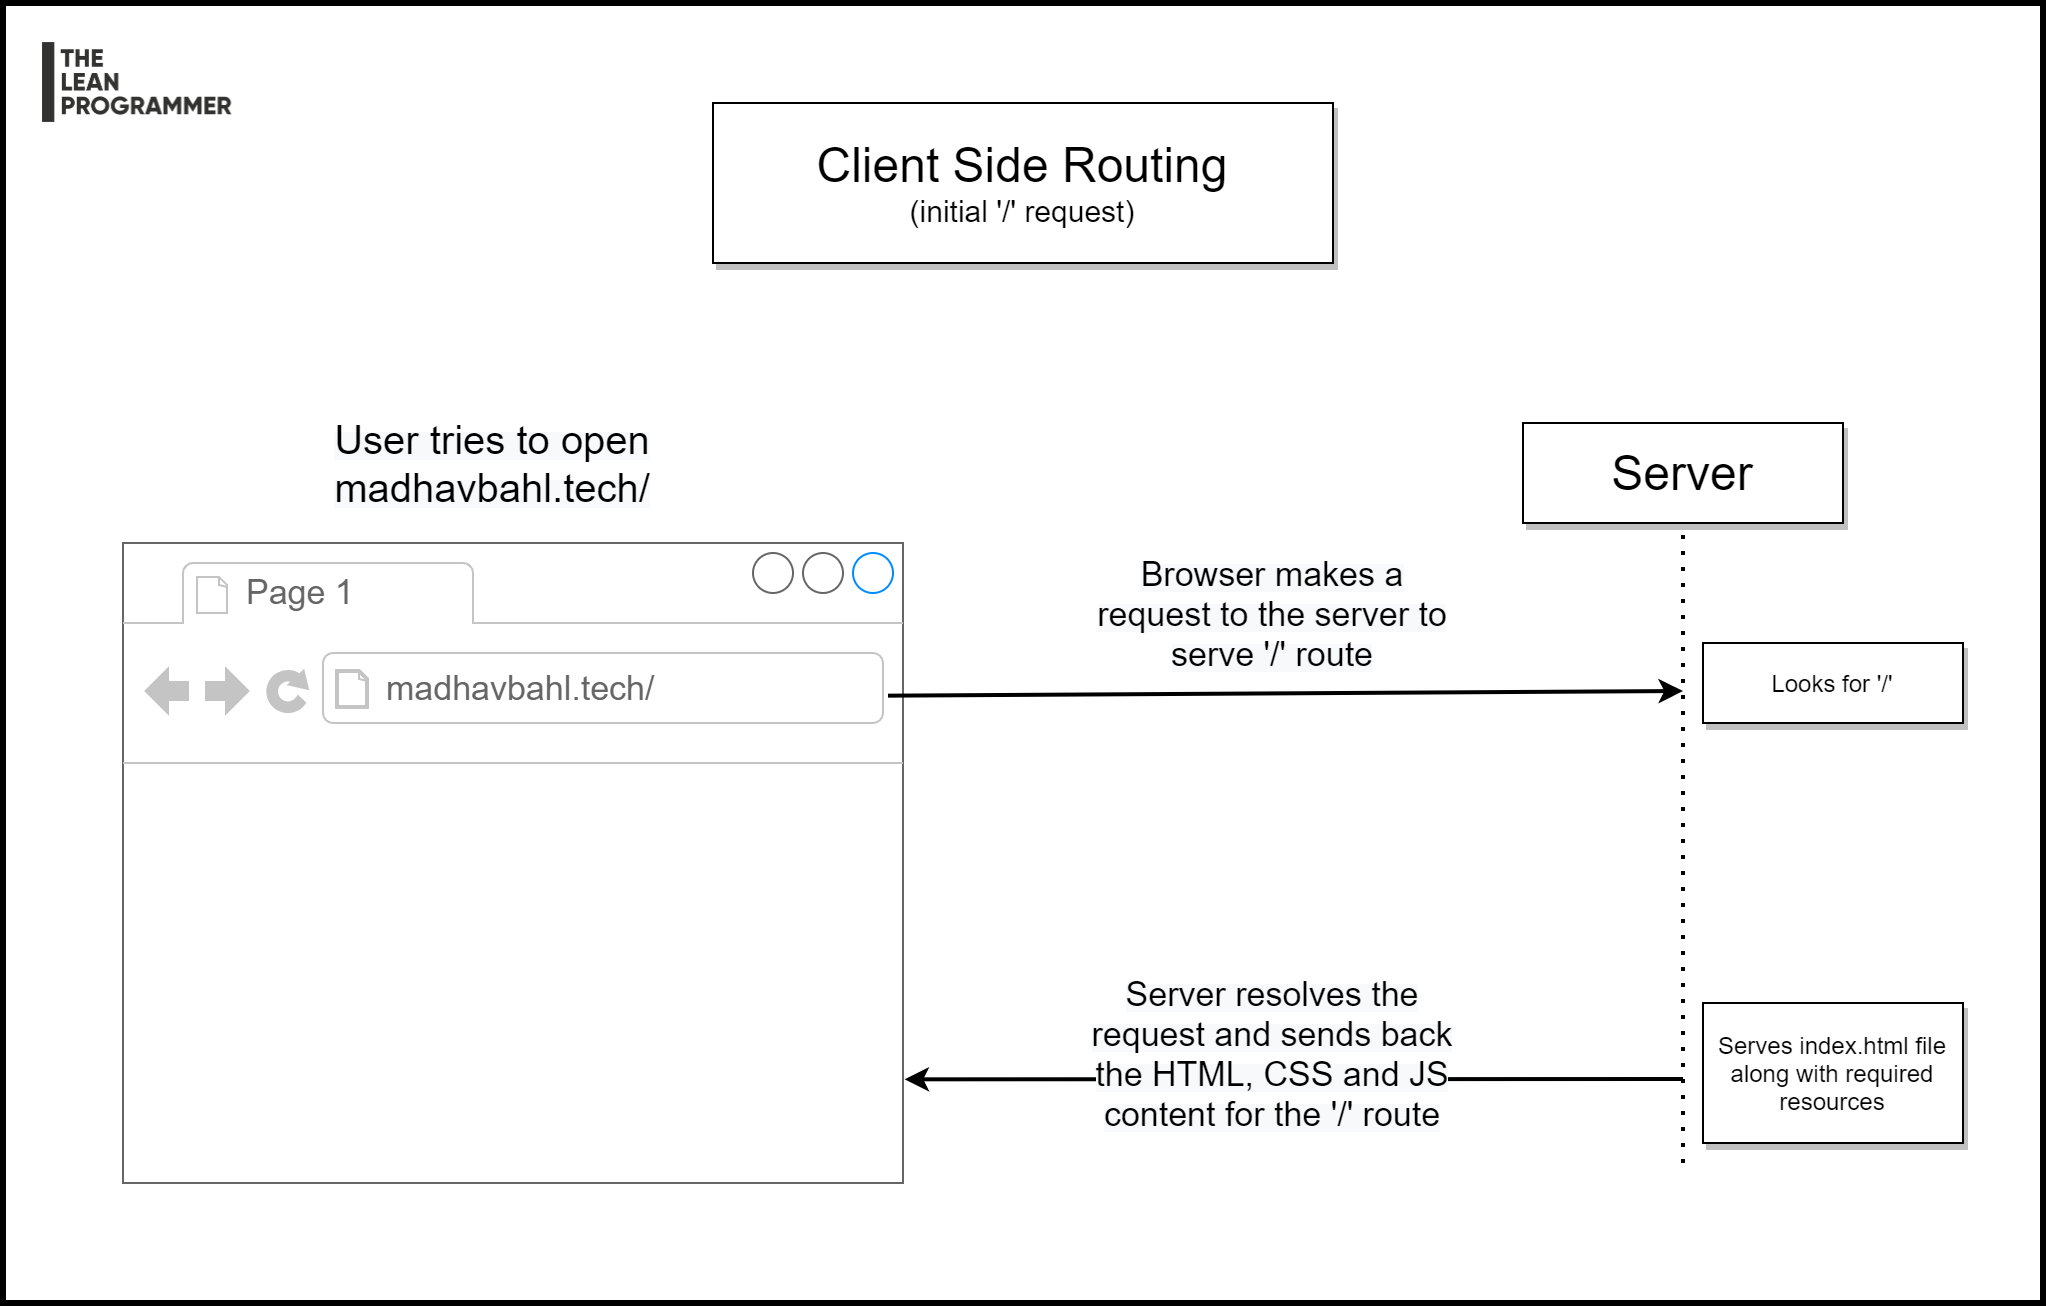 THE
LEAN
PROGRAMMER
Client Side Routing
(initial '/' request)
User tries to open
madhavbahl.tech/
Page 1
madhavbahl.tech/
Browser makes a
request to the server to
serve '/' route
Server
Looks for '/'
Server resolves the
request and sends back
the HTML, CSS and JS
content for the '/' route
Serves index.html file
along with required
resources